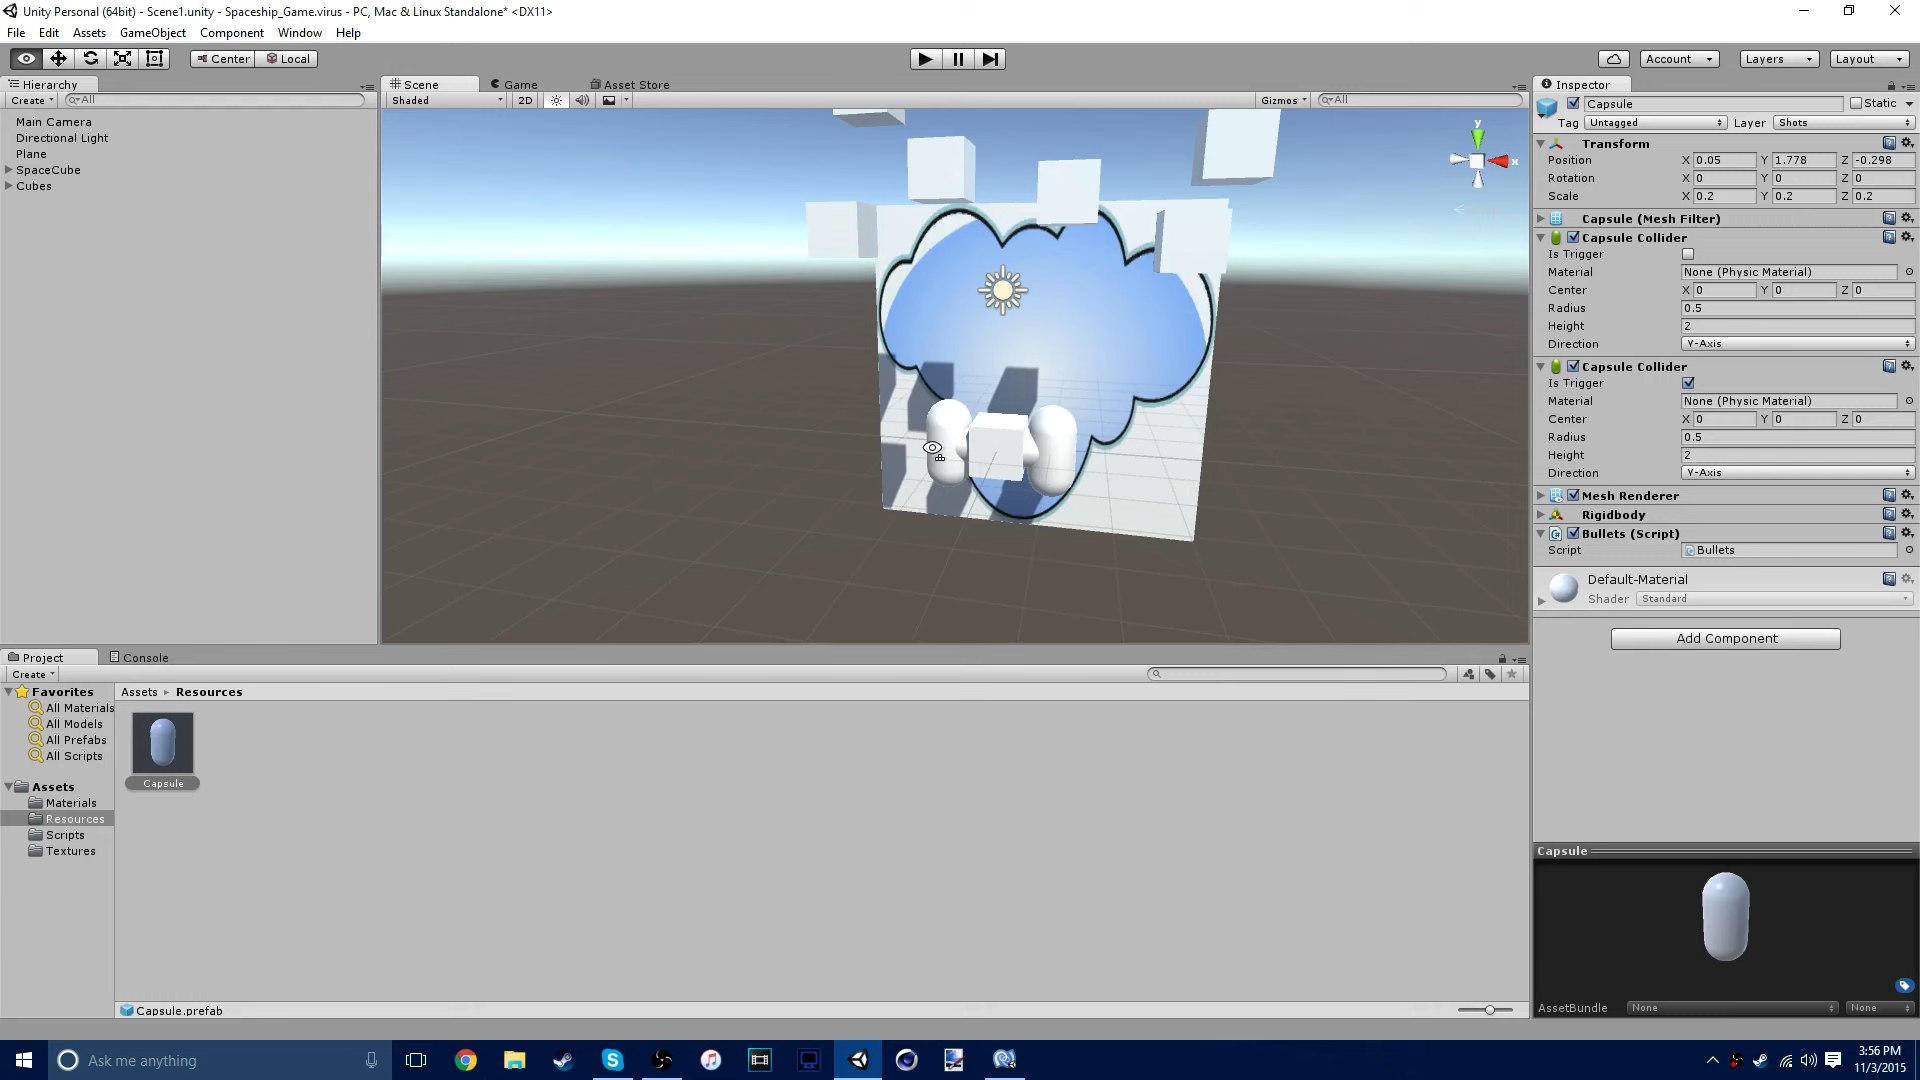 Unity Personal (64bit) - Scene1.unity - Spaceship_Game.virus - PC, Mac & Linux Standalone* <DX11>
File Edit Assets GameObject Component Window Help
Center Local Account Layers Layout
Hierarchy
Create All
Main Camera
Directional Light
Plane
SpaceCube
Cubes
Scene Game Asset Store
Shaded 2D Gizmos All
y
x
Inspector
Capsule Static
Tag Untagged Layer Shots
Transform
Position X 0.05 Y 1.778 Z -0.298
Rotation X 0 Y 0 Z 0
Scale X 0.2 Y 0.2 Z 0.2
Capsule (Mesh Filter)
Capsule Collider
Is Trigger
Material None (Physic Material)
Center X 0 Y 0 Z 0
Radius 0.5
Height 2
Direction Y-Axis
Capsule Collider
Is Trigger
Material None (Physic Material)
Center X 0 Y 0 Z 0
Radius 0.5
Height 2
Direction Y-Axis
Mesh Renderer
Rigidbody
Bullets (Script)
Script Bullets
Default-Material
Shader Standard
Add Component
Capsule
AssetBundle None None
Project Console
Create
Favorites
All Materials
All Models
All Prefabs
All Scripts
Assets
Materials
Resources
Scripts
Textures
Assets Resources
Capsule
Capsule.prefab
Ask me anything
3:56 PM
11/3/2015